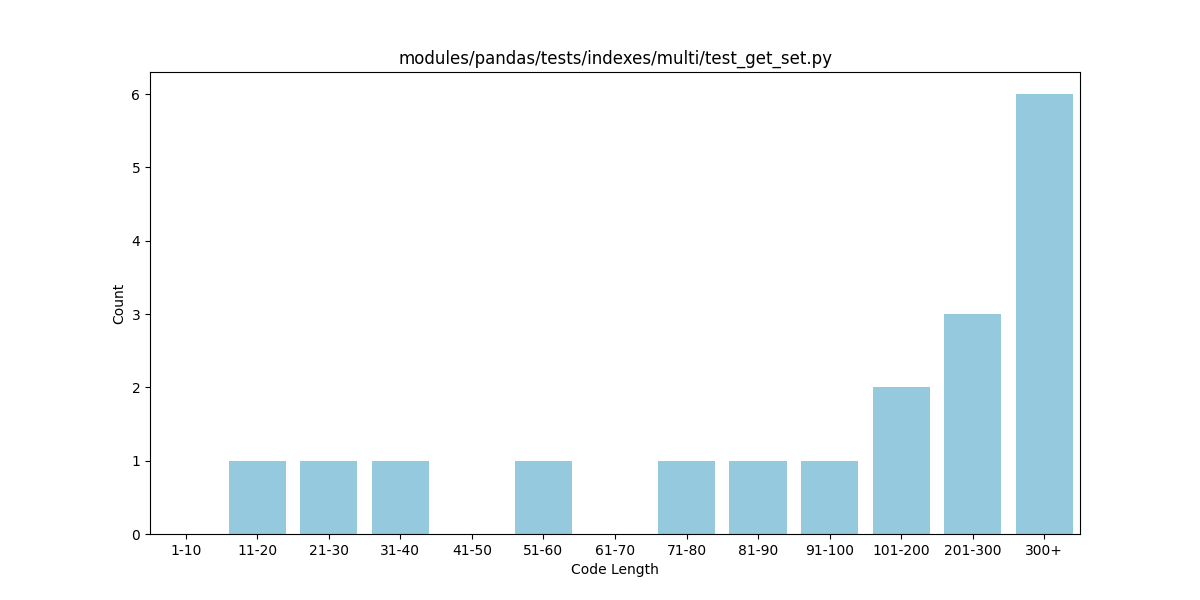 modules/pandas/tests/indexes/multi/test_get_set.py
6
5
4
3
2
1
0
Count
1-10 11-20 21-30 31-40 41-50 51-60 61-70 71-80 81-90 91-100 101-200 201-300 300+
Code Length